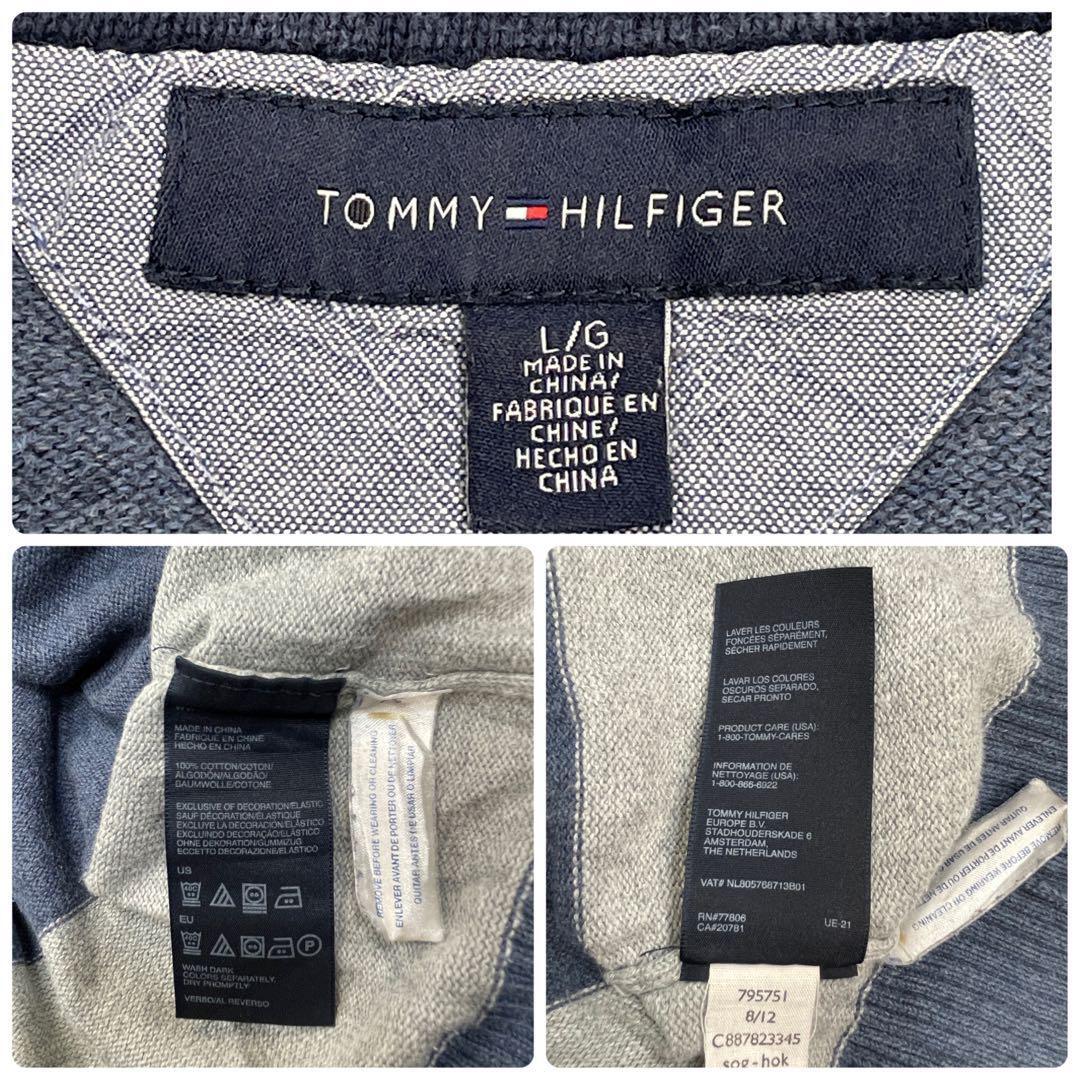 TOMMY HILFIGER
L/G
MADE IN
CHINA/
FABRIQUE EN
CHINE/
HECHO EN
CHINA
MADE IN CHINA
FABRIQUE EN CHINE
HECHO EN CHINA
100% COTTON/COTON/
ALGODÓN/ALGODÃO/
BAUMWOLLE/COTONE
EXCLUSIVE OF DECORATION/ELASTIC
SAUF DÉCORATION/ÉLASTIQUE
EXCLUYE LA DECORACIÓN/ELÁSTICO
EXCLUINDO DECORAÇÃO/ELÁSTICO
OHNE DEKORATION/GUMMIZUG
ECCETTO DECORAZIONE/ELASTICO
US
40C
EU
40C
P
WASH DARK
COLORS SEPARATELY.
DRY PROMPTLY
VERSO/AL REVERSO
REMOVE BEFORE WEARING OR CLEANING
ENLEVER AVANT DE PORTER OU DE NETTOYER
QUITAR ANTES DE USAR O LIMPIAR
LAVER LES COULEURS
FONCÉES SÉPARÉMENT,
SÉCHER RAPIDEMENT
LAVAR LOS COLORES
OSCUROS SEPARADO,
SECAR PRONTO
PRODUCT CARE (USA):
1-800-TOMMY-CARES
INFORMATION DE
NETTOYAGE (USA):
1-800-866-6922
TOMMY HILFIGER
EUROPE B.V.
STADHOUDERSKADE 6
AMSTERDAM,
THE NETHERLANDS
VAT# NL805768713B01
RN#77806
CA#20781
UE-21
REMOVE BEFORE WEARING OR CLEANING
ENLEVER AVANT DE PORTER OU DE NET
QUITAR ANTES DE USAR O
795751
8/12
C887823345
sog-hok